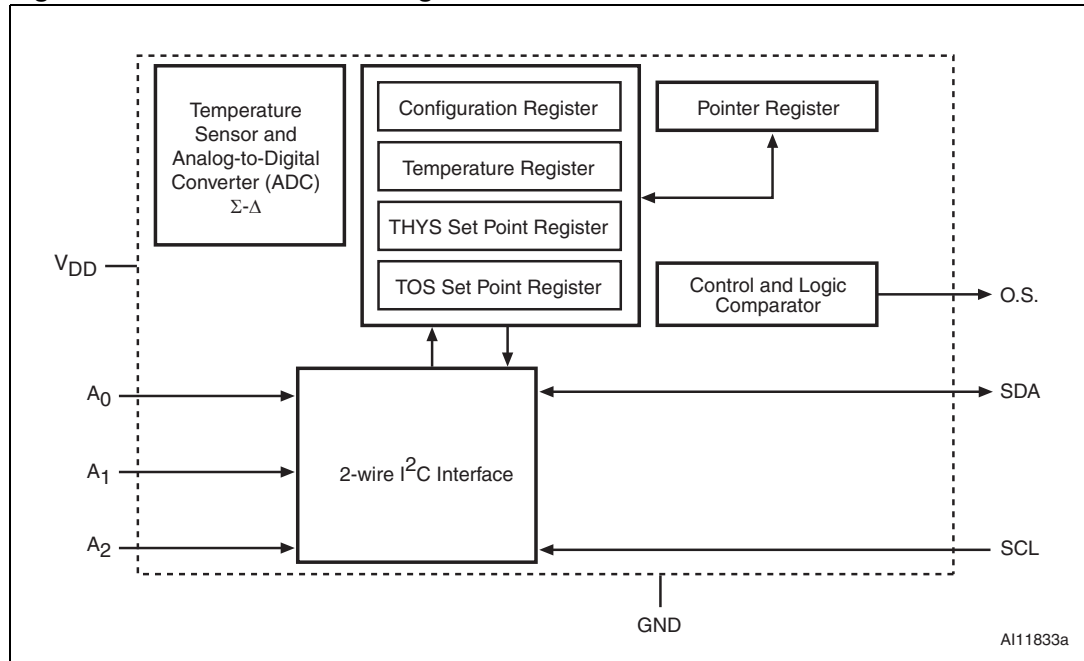 Temperature
Sensor and
Analog-to-Digital
Converter (ADC)
Σ-Δ
Configuration Register
Temperature Register
THYS Set Point Register
TOS Set Point Register
Pointer Register
Control and Logic
Comparator
VDD
O.S.
A0
SDA
A1
2-wire I2C Interface
A2
SCL
GND
AI11833a